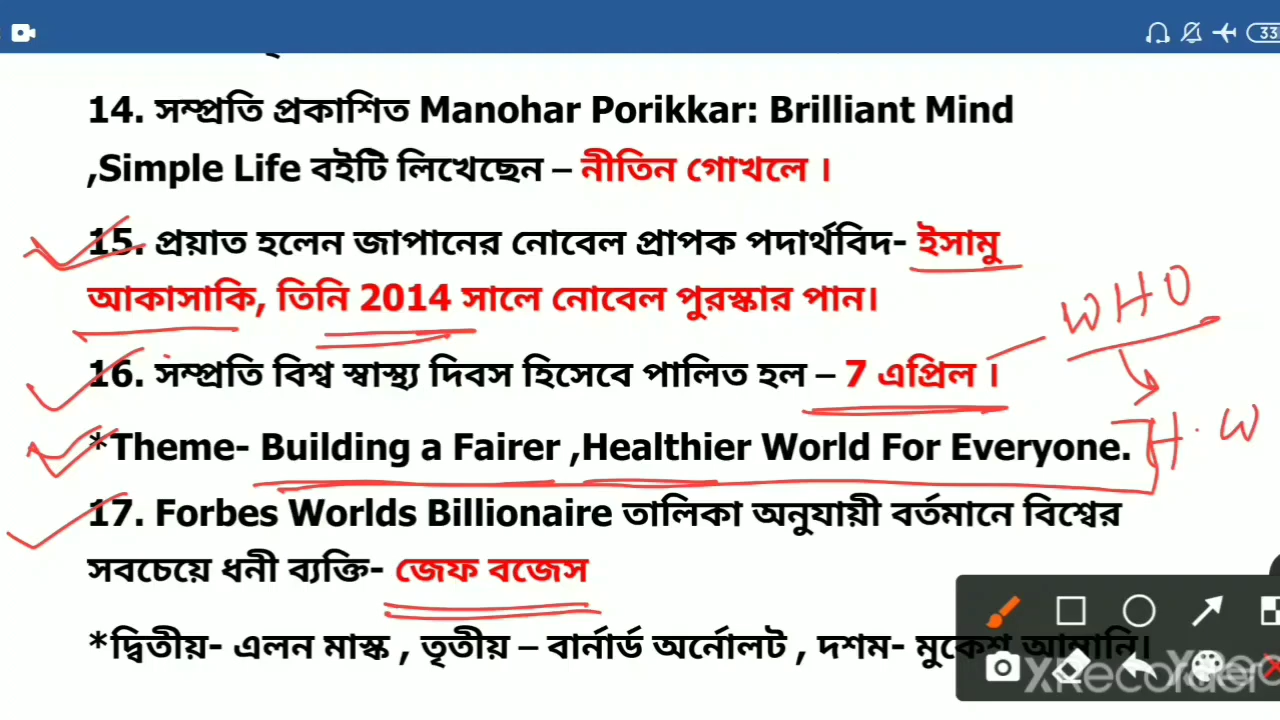 33
14. সম্প্রতি প্রকাশিত Manohar Porikkar: Brilliant Mind
,Simple Life বইটি লিখেছেন – নীতিন গোখলে ।
15. প্রয়াত হলেন জাপানের নোবেল প্রাপক পদার্থবিদ- ইসামু
আকাসাকি, তিনি 2014 সালে নোবেল পুরস্কার পান।
WHO
16. সম্প্রতি বিশ্ব স্বাস্থ্য দিবস হিসেবে পালিত হল – 7 এপ্রিল ।
*Theme- Building a Fairer ,Healthier World For Everyone.
H.W
17. Forbes Worlds Billionaire তালিকা অনুযায়ী বর্তমানে বিশ্বের
সবচেয়ে ধনী ব্যক্তি- জেফ বজেস
*দ্বিতীয়- এলন মাস্ক , তৃতীয় – বার্নার্ড অর্নোলট , দশম- মুকেশ আম্বানি।
XRecorder